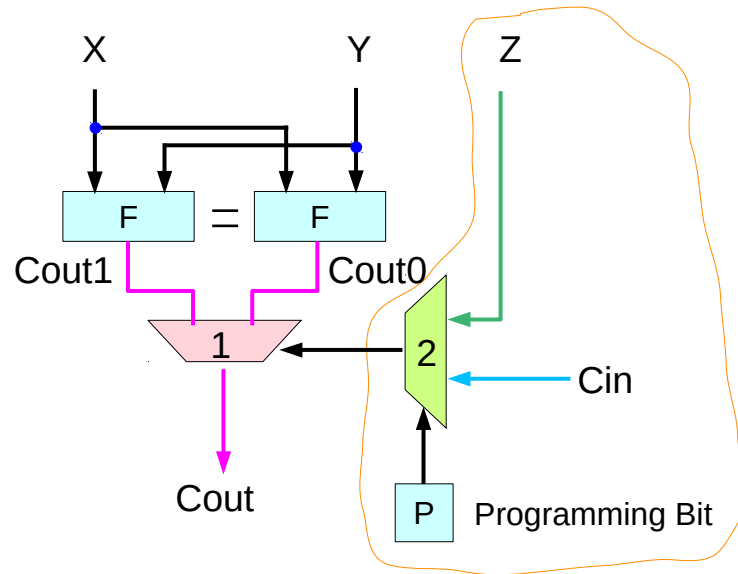 X Y Z
F = F
Cout1 Cout0
1
2
Cin
Cout
P Programming Bit